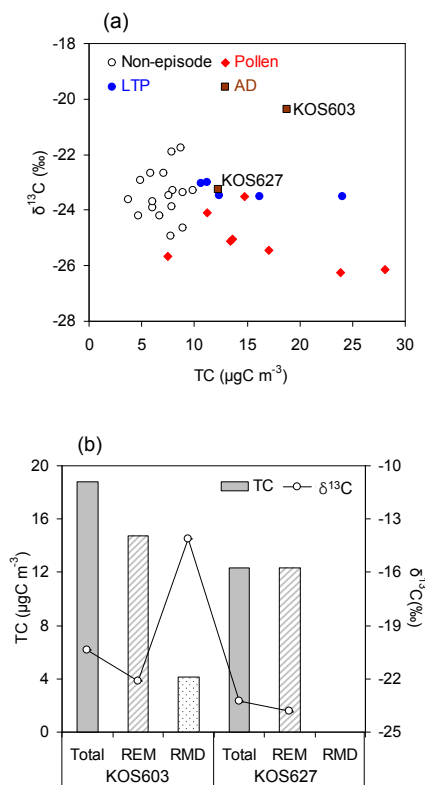 (a)
-18
Non-episode Pollen
LTP AD
-20
KOS603
-22
KOS627
-24
-26
-28
δ¹³C (‰)
0 5 10 15 20 25 30
TC (µgC m⁻³)
(b)
20 -10
TC δ¹³C
16 -14
12 -16
8 -19
4 -22
0 -25
TC (µgC m⁻³)
δ¹³C(‰)
Total REM RMD Total REM RMD
KOS603 KOS627